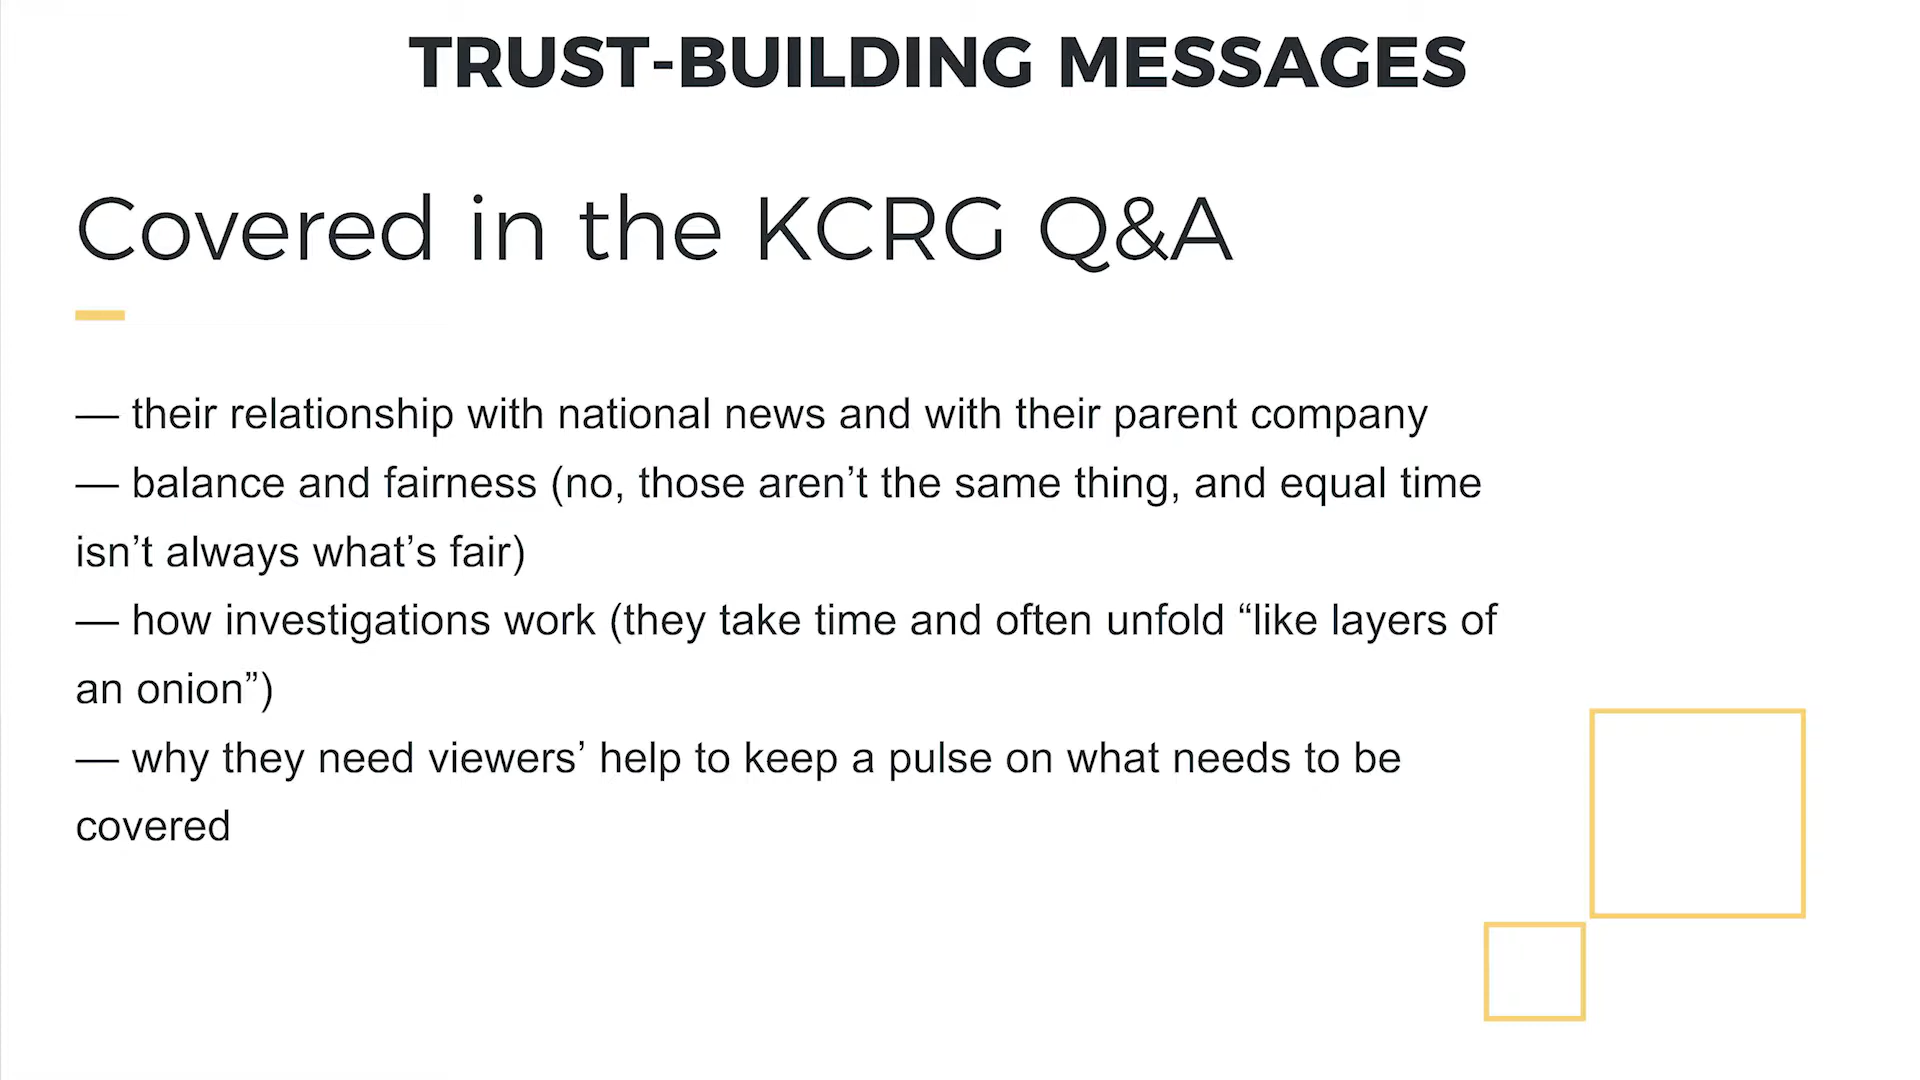 TRUST-BUILDING MESSAGES
Covered in the KCRG Q&A
— their relationship with national news and with their parent company
— balance and fairness (no, those aren’t the same thing, and equal time
isn’t always what’s fair)
— how investigations work (they take time and often unfold “like layers of
an onion”)
— why they need viewers’ help to keep a pulse on what needs to be
covered